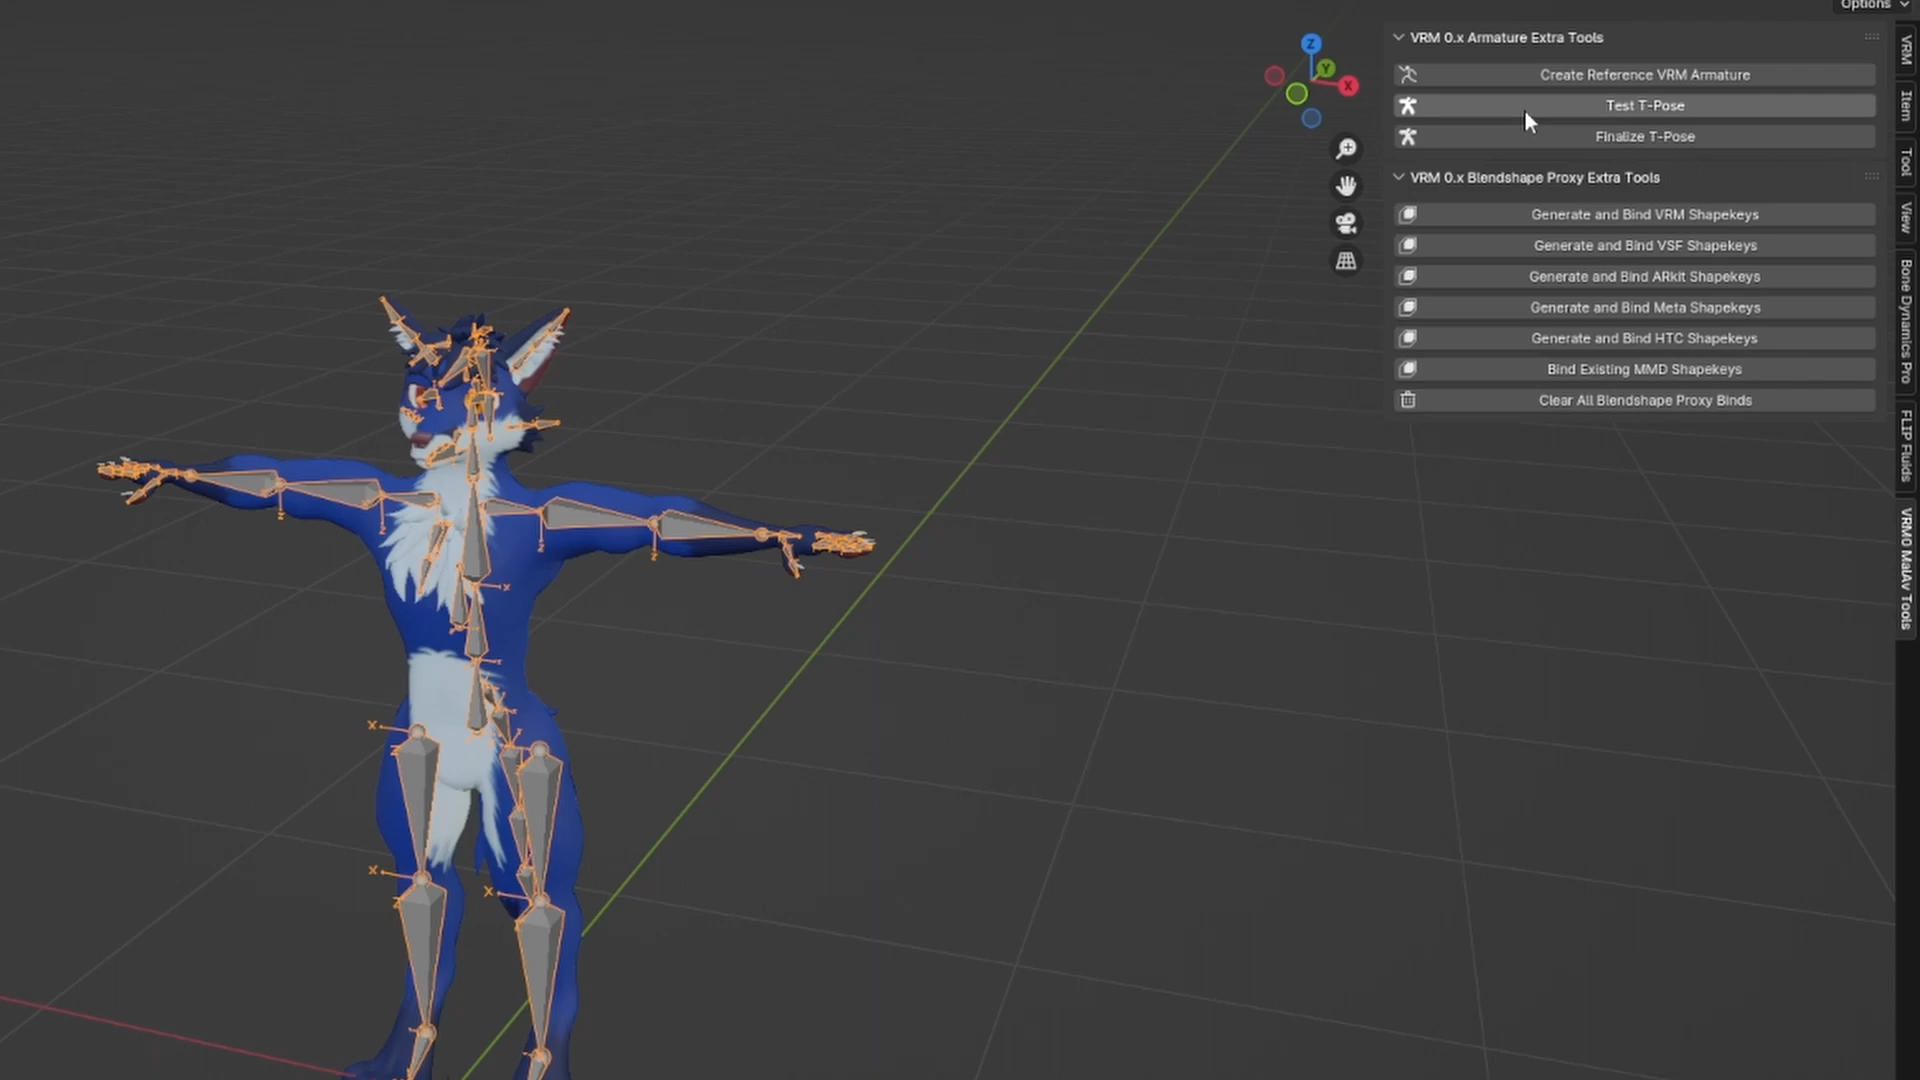 Options
VRM 0.x Armature Extra Tools
Create Reference VRM Armature
Test T-Pose
Finalize T-Pose
VRM 0.x Blendshape Proxy Extra Tools
Generate and Bind VRM Shapekeys
Generate and Bind VSF Shapekeys
Generate and Bind ARkit Shapekeys
Generate and Bind Meta Shapekeys
Generate and Bind HTC Shapekeys
Bind Existing MMD Shapekeys
Clear All Blendshape Proxy Binds
VRM
Item
Tool
View
Bone Dynamics Pro
FLIP Fluids
VRM0 MalAv Tools
Z
Y
X
X
X
X